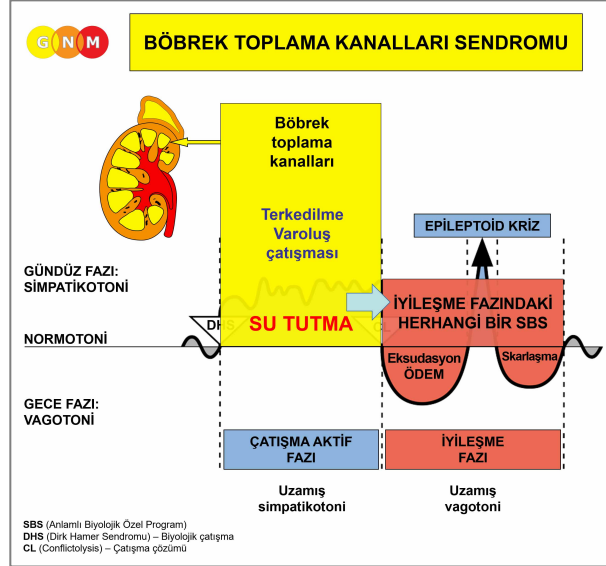 GNM
BÖBREK TOPLAMA KANALLARI SENDROMU
Böbrek
toplama
kanalları
Terkedilme
Varoluş
çatışması
EPİLEPTOİD KRİZ
GÜNDÜZ FAZI:
SİMPATİKOTONİ
İYİLEŞME FAZINDAKİ
HERHANGİ BİR SBS
DHS
SU TUTMA
CL
NORMOTONİ
Eksudasyon
ÖDEM
Skarlaşma
GECE FAZI:
VAGOTONİ
ÇATIŞMA AKTİF
FAZI
İYİLEŞME
FAZI
Uzamış
simpatikotoni
Uzamış
vagotoni
SBS (Anlamlı Biyolojik Özel Program)
DHS (Dirk Hamer Sendromu) – Biyolojik çatışma
CL (Conflictolysis) – Çatışma çözümü